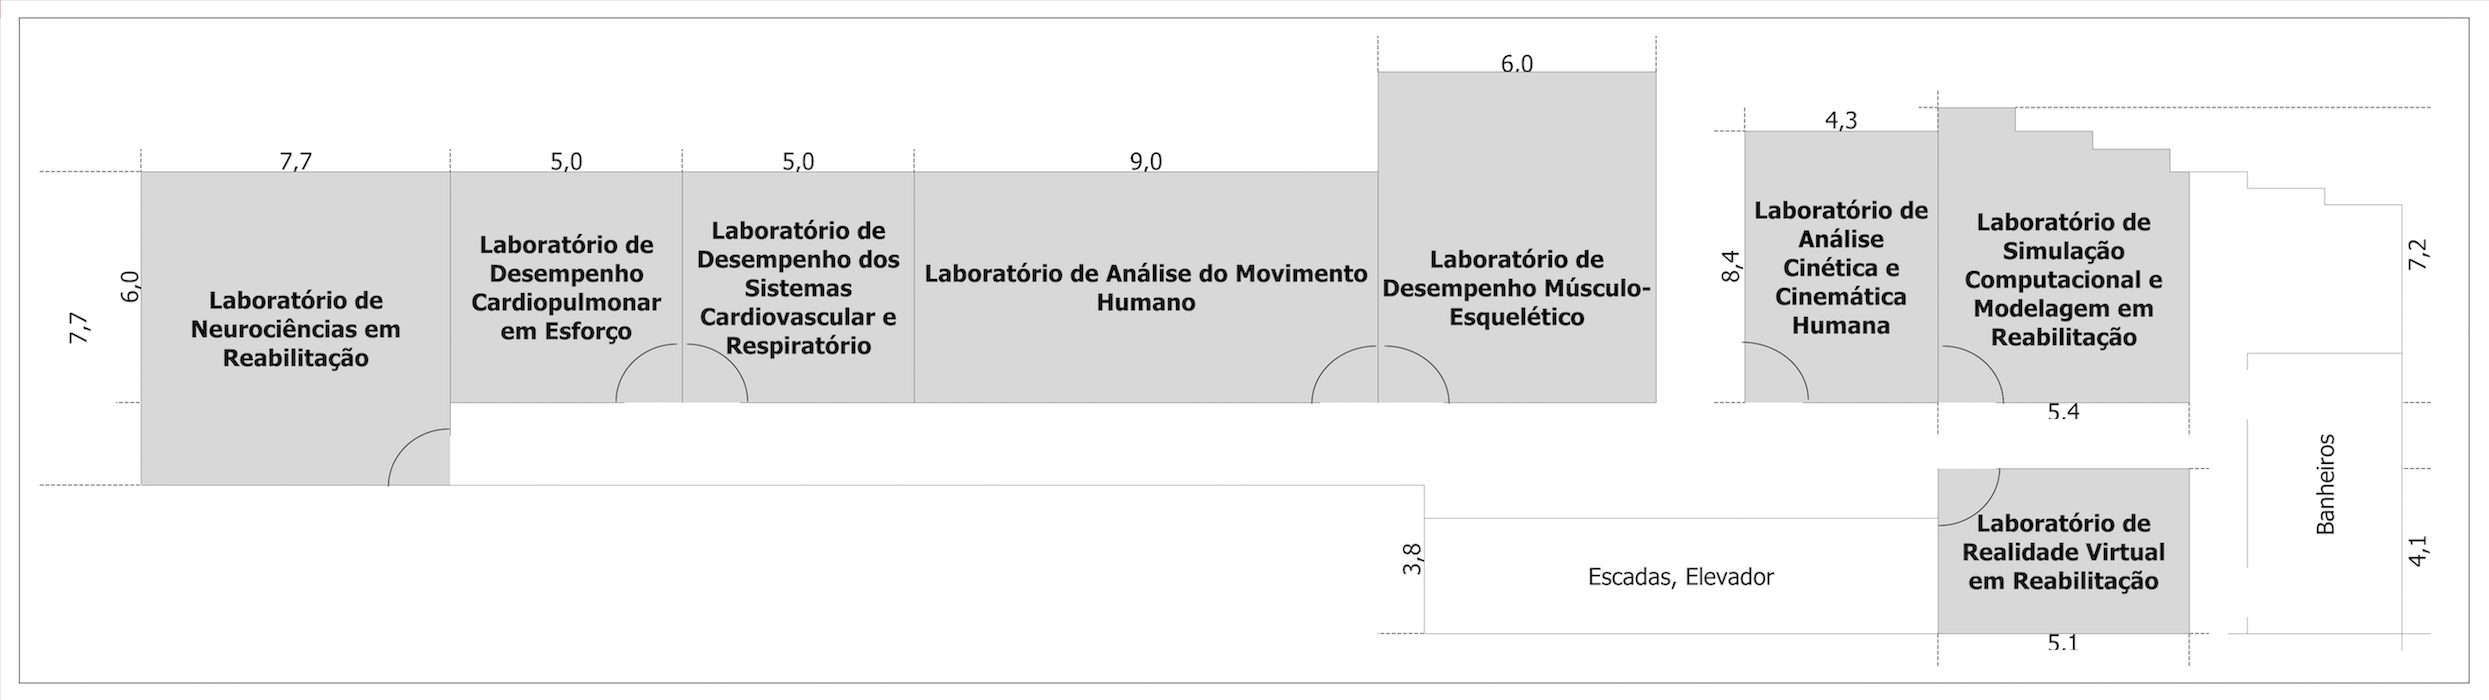 7,7
5,0
5,0
9,0
6,0
4,3
6,0
7,7
8,4
7,2
Laboratório de
Neurociências em
Reabilitação
Laboratório de
Desempenho
Cardiopulmonar
em Esforço
Laboratório de
Desempenho dos
Sistemas
Cardiovascular e
Respiratório
Laboratório de Análise do Movimento
Humano
Laboratório de
Desempenho Músculo-
Esquelético
Laboratório de
Análise
Cinética e
Cinemática
Humana
Laboratório de
Simulação
Computacional e
Modelagem em
Reabilitação
5,4
3,8
Escadas, Elevador
Laboratório de
Realidade Virtual
em Reabilitação
5,1
Banheiros
4,1